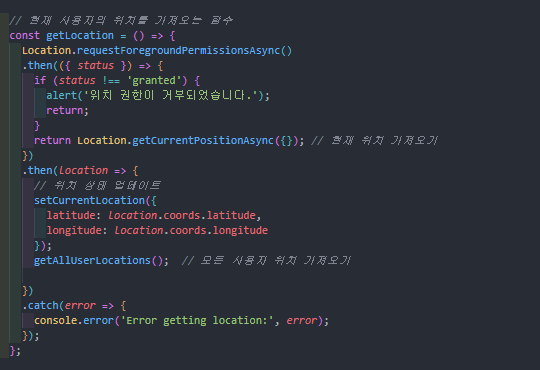 // 현재 사용자의 위치를 가져오는 함수
const getLocation = () => {
  Location.requestForegroundPermissionsAsync()
  .then(({ status }) => {
    if (status !== 'granted') {
      alert('위치 권한이 거부되었습니다.');
      return;
    }
    return Location.getCurrentPositionAsync({}); // 현재 위치 가져오기
  })
  .then(Location => {
    // 위치 상태 업데이트
    setCurrentLocation({
      latitude: Location.coords.latitude,
      longitude: Location.coords.longitude
    });
    getAllUserLocations();  // 모든 사용자 위치 가져오기

  })
  .catch(error => {
    console.error('Error getting location:', error);
  });
};